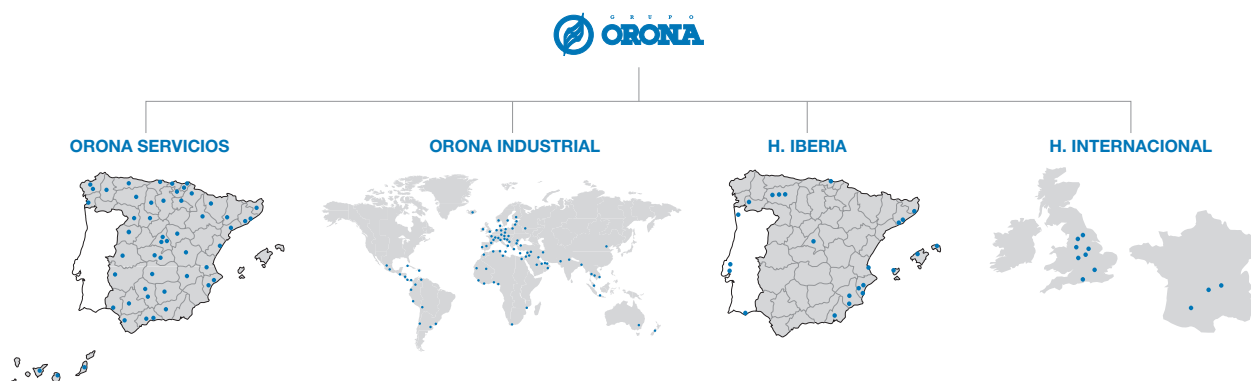 GRUPO
ORONA
ORONA SERVICIOS
ORONA INDUSTRIAL
H. IBERIA
H. INTERNACIONAL